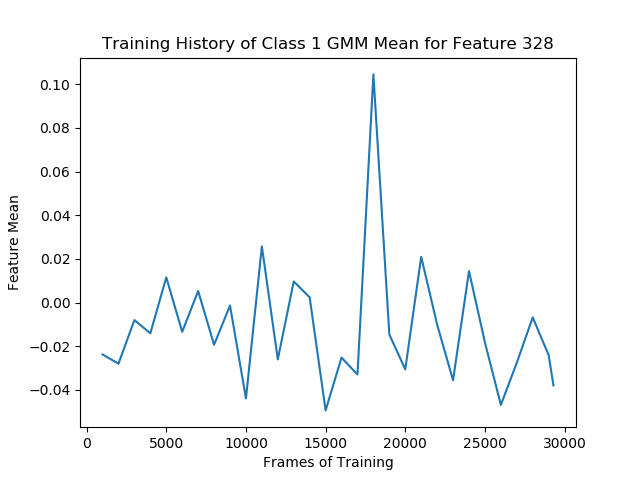 Training History of Class 1 GMM Mean for Feature 328
0.10
0.08
0.06
0.04
0.02
0.00
−0.02
−0.04
Feature Mean
0 5000 10000 15000 20000 25000 30000
Frames of Training